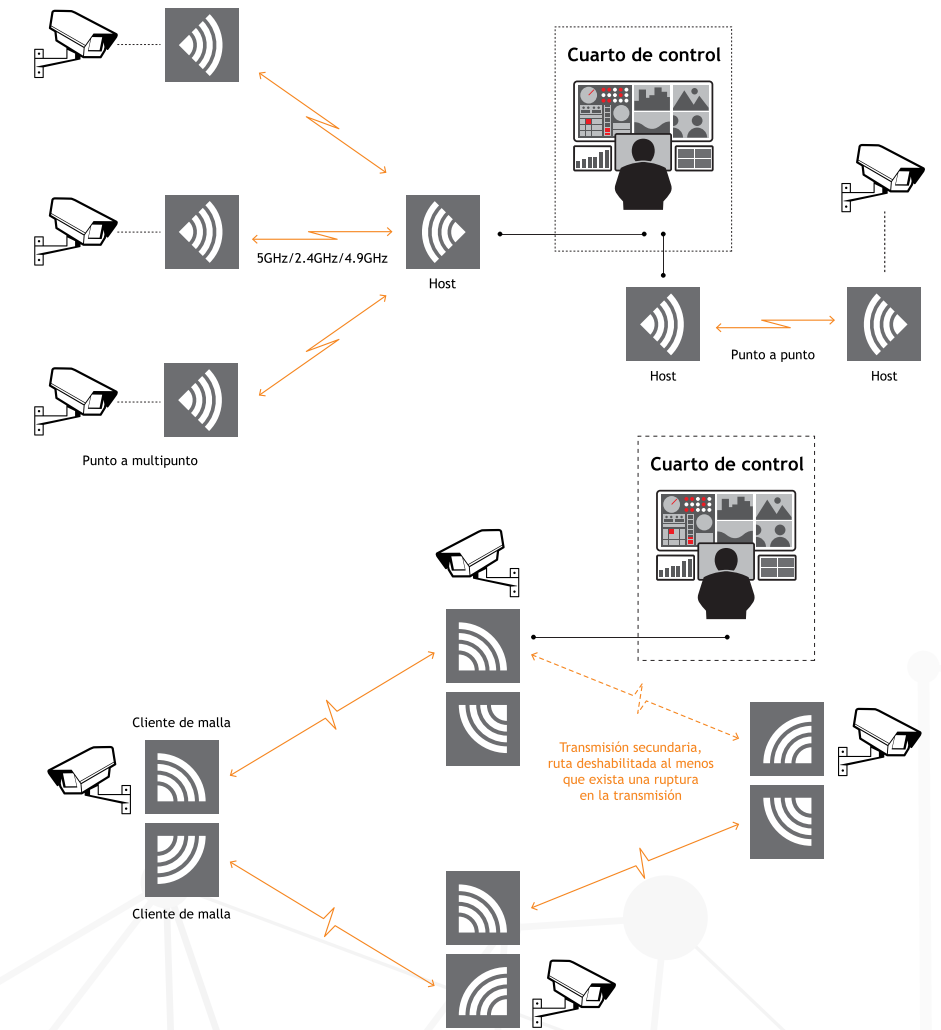 Cuarto de control
5GHz/2.4GHz/4.9GHz
Host
Punto a punto
Host
Host
Punto a multipunto
Cuarto de control
Cliente de malla
Transmisión secundaria,
ruta deshabilitada al menos
que exista una ruptura
en la transmisión
Cliente de malla